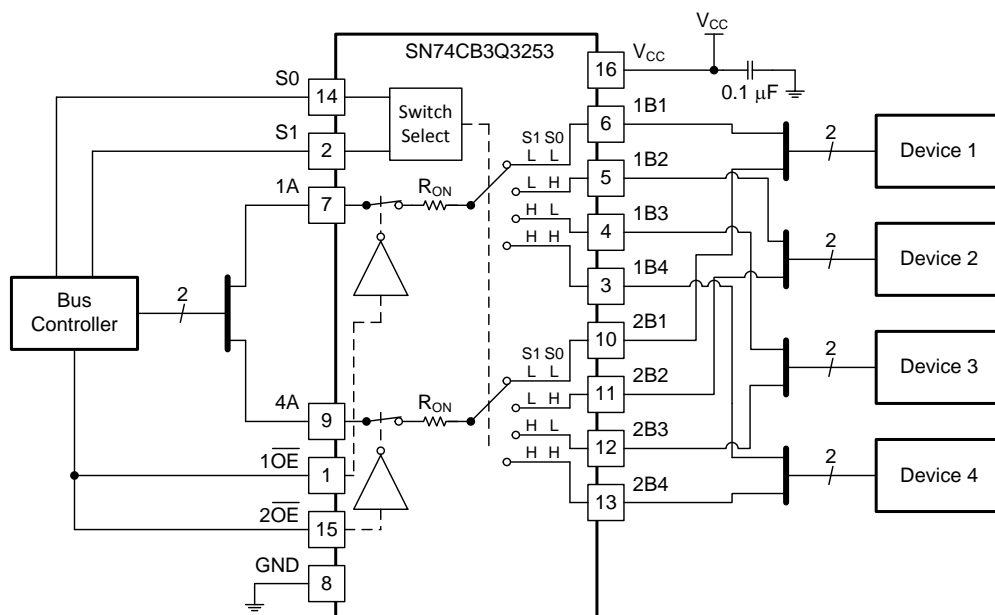 SN74CB3Q3253
VCC
S0
14
Switch
Select
16
VCC
0.1 μF
1B1
S1
2
S1 S0
L L
6
2
Device 1
1A
7
RON
L H
5
1B2
H L
4
1B3
H H
3
1B4
2
Device 2
Bus
Controller
2
S1 S0
L L
10
2B1
2
Device 3
4A
9
RON
L H
11
2B2
H L
12
2B3
1OE
1
H H
13
2B4
2
Device 4
2OE
15
GND
8